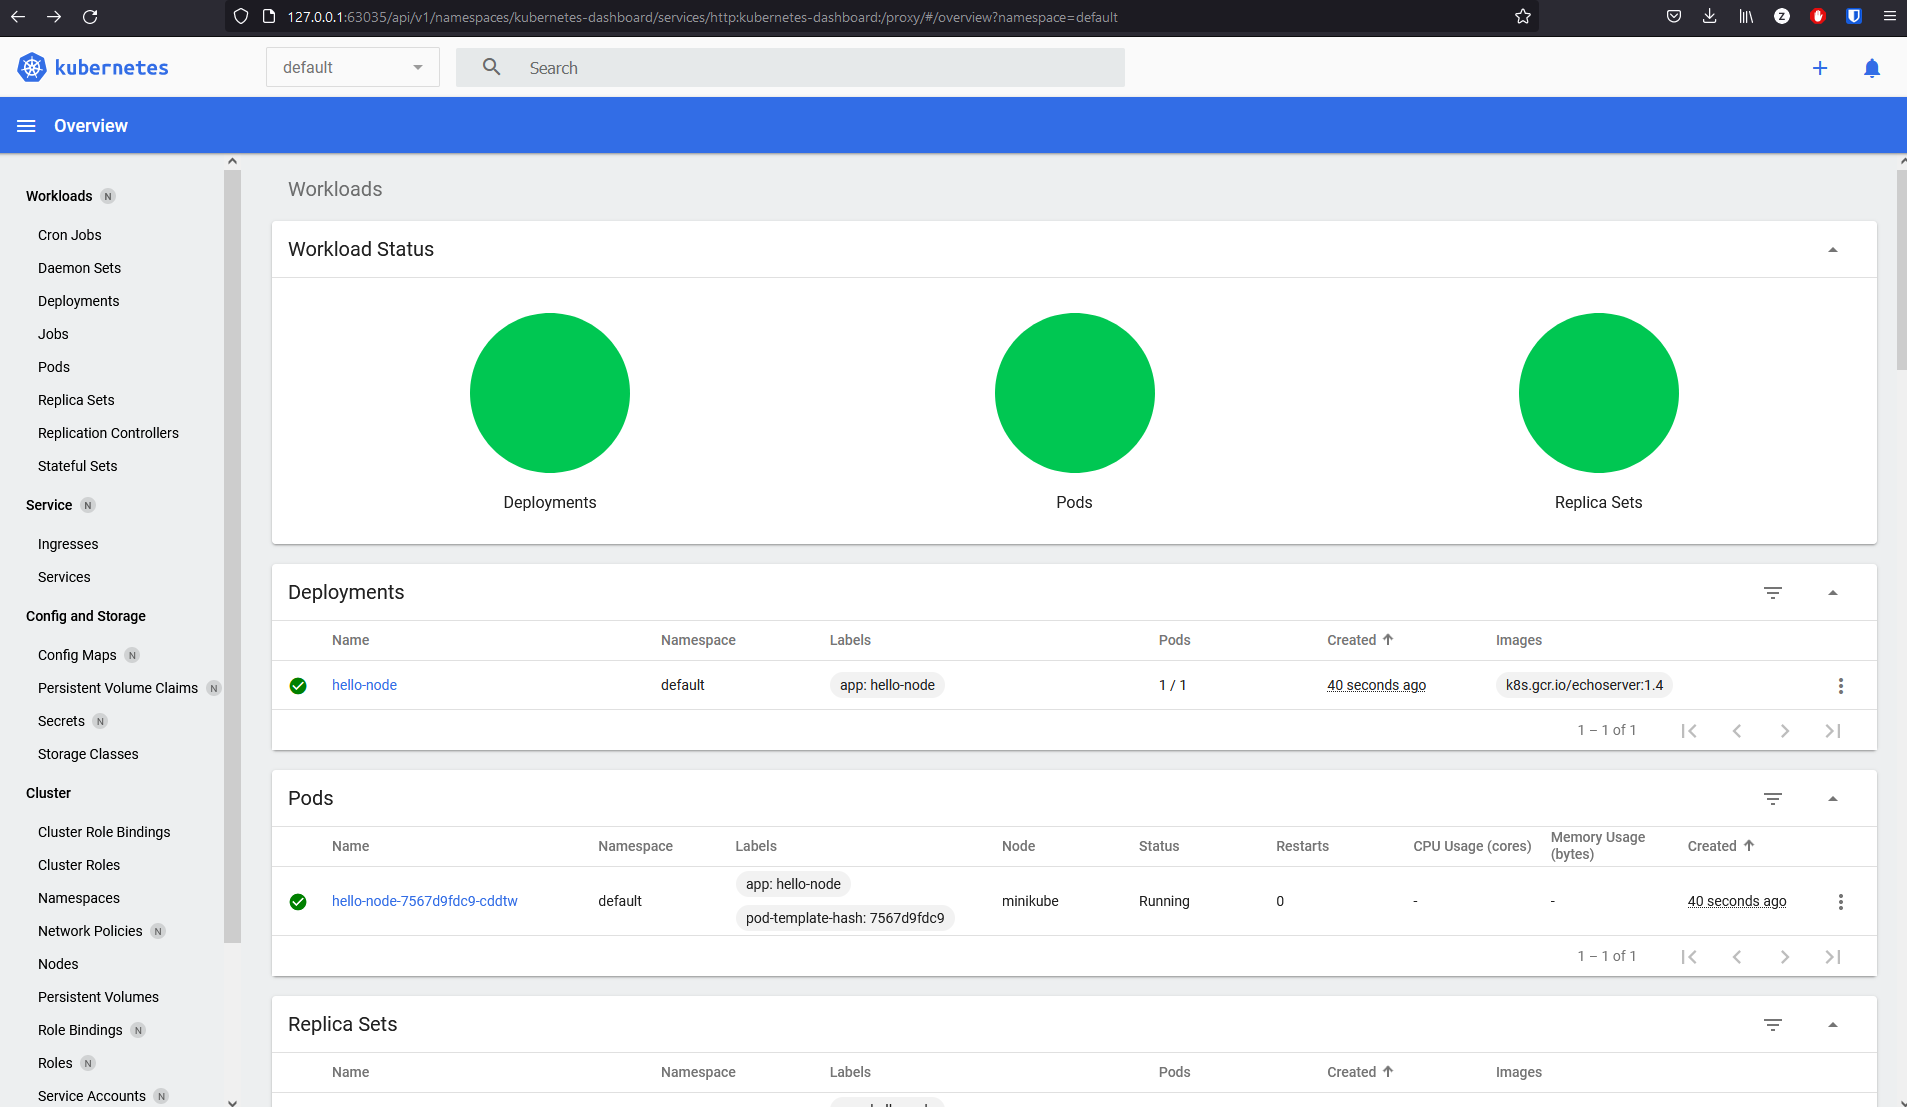 127.0.0.1:63035/api/v1/namespaces/kubernetes-dashboard/services/http:kubernetes-dashboard:/proxy/#/overview?namespace=default
Z
kubernetes
default
Search
Overview
Workloads N
Cron Jobs
Daemon Sets
Deployments
Jobs
Pods
Replica Sets
Replication Controllers
Stateful Sets
Service N
Ingresses
Services
Config and Storage
Config Maps N
Persistent Volume Claims N
Secrets N
Storage Classes
Cluster
Cluster Role Bindings
Cluster Roles
Namespaces
Network Policies N
Nodes
Persistent Volumes
Role Bindings N
Roles N
Service Accounts N
Workloads
Workload Status
Deployments
Pods
Replica Sets
Deployments
Name Namespace Labels Pods Created Images
hello-node default app: hello-node 1 / 1 40 seconds ago k8s.gcr.io/echoserver:1.4
1 – 1 of 1
Pods
Name Namespace Labels Node Status Restarts CPU Usage (cores) Memory Usage (bytes) Created
hello-node-7567d9fdc9-cddtw default app: hello-node minikube Running 0 - - 40 seconds ago
pod-template-hash: 7567d9fdc9
1 – 1 of 1
Replica Sets
Name Namespace Labels Pods Created Images